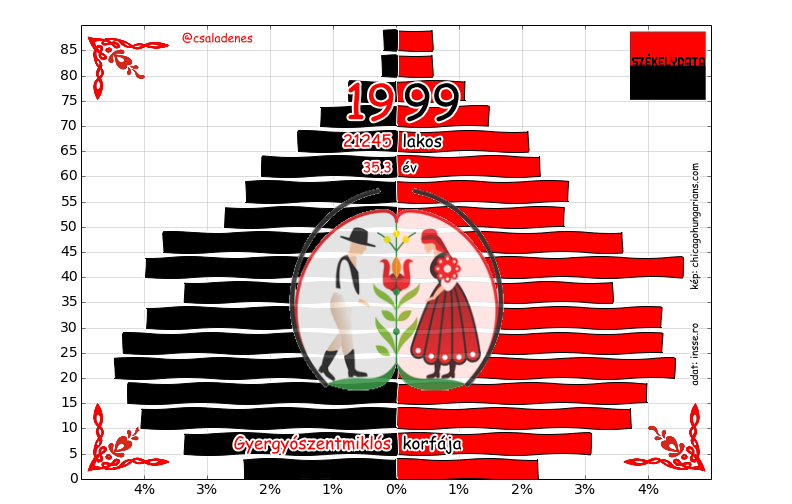 @csaladenes
SZÉKELYDATA
1999
21245 lakos
35.3 év
kép: chicagohungarians.com
adat: insse.ro
Gyergyószentmiklós korfája
85
80
75
70
65
60
55
50
45
40
35
30
25
20
15
10
5
0
4% 3% 2% 1% 0% 1% 2% 3% 4%